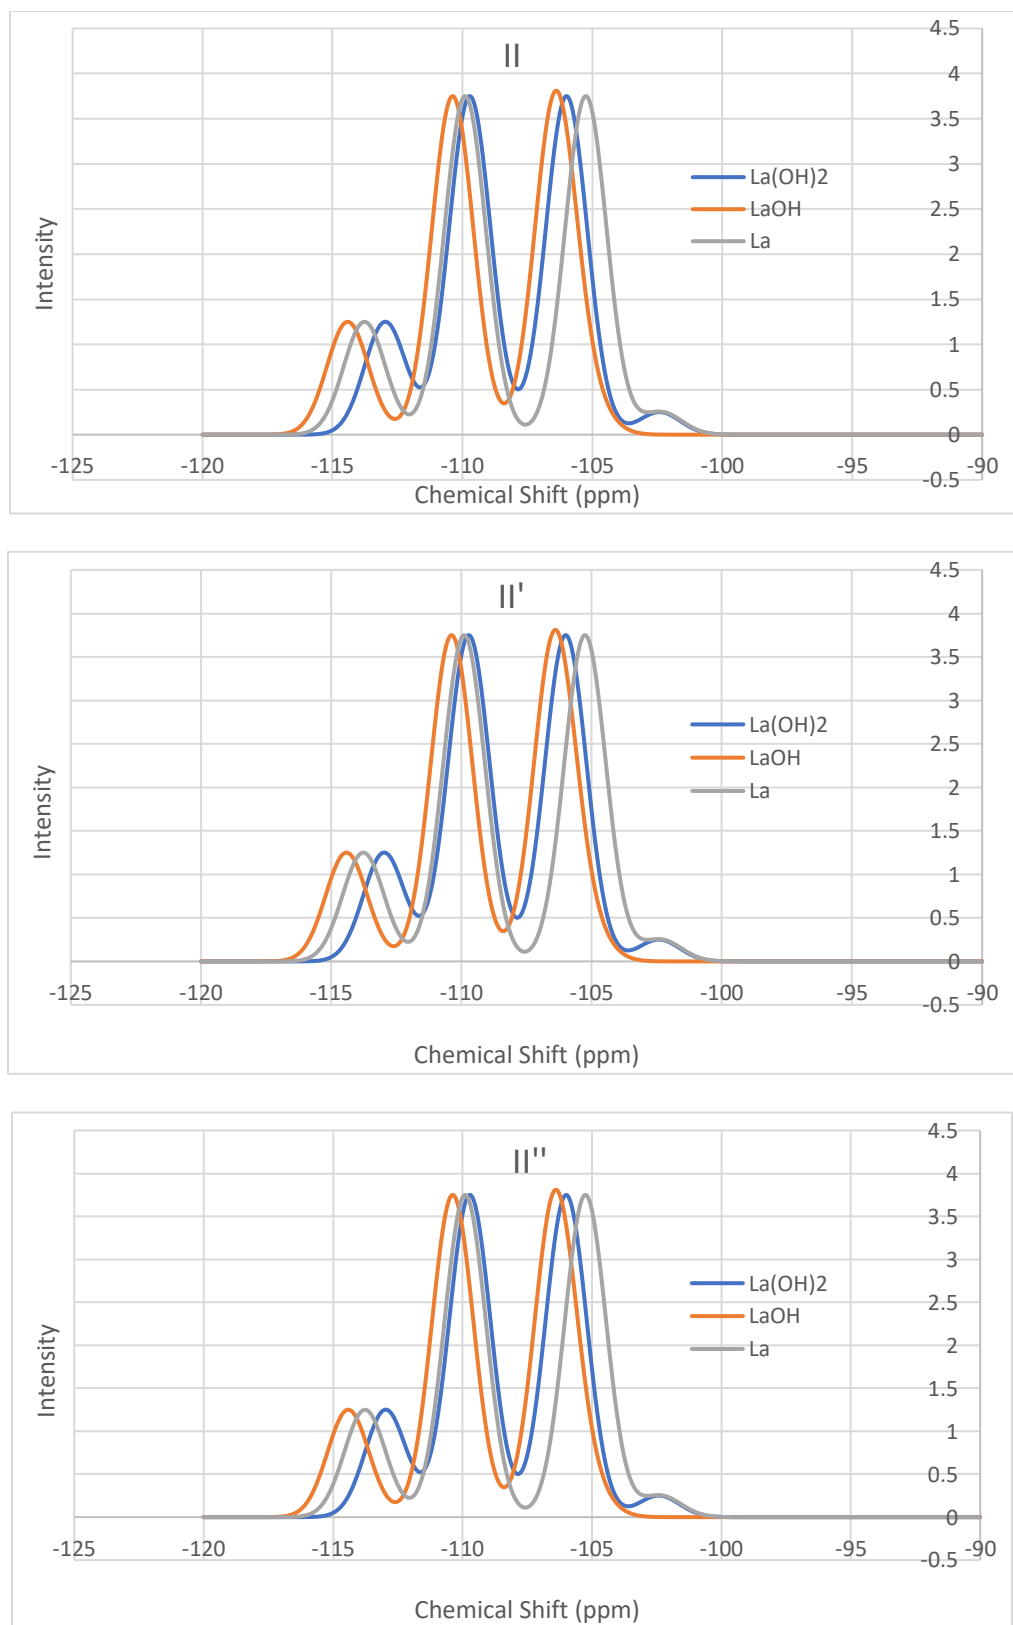 II
4.5
4
3.5
3
2.5
2
1.5
1
0.5
0
-0.5
Intensity
La(OH)2
LaOH
La
-125 -120 -115 -110 -105 -100 -95 -90
Chemical Shift (ppm)
II'
4.5
4
3.5
3
2.5
2
1.5
1
0.5
0
-0.5
Intensity
La(OH)2
LaOH
La
-125 -120 -115 -110 -105 -100 -95 -90
Chemical Shift (ppm)
II''
4.5
4
3.5
3
2.5
2
1.5
1
0.5
0
-0.5
Intensity
La(OH)2
LaOH
La
-125 -120 -115 -110 -105 -100 -95 -90
Chemical Shift (ppm)